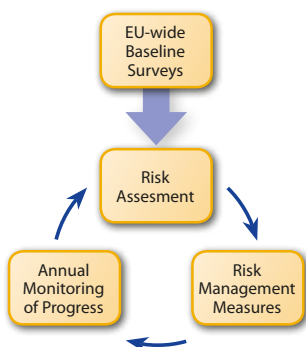 EU-wide
Baseline
Surveys
Risk
Assesment
Annual
Monitoring
of Progress
Risk
Management
Measures